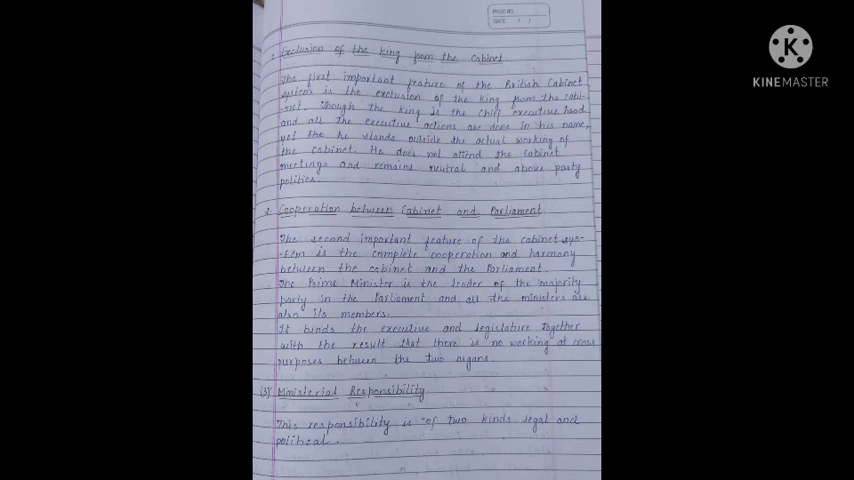 PAGE NO.
DATE / /
K
KINEMASTER
1. Exclusion of the king from the Cabinet
The first important feature of the British Cabinet
system is the exclusion of the king from the cabi-
-net. Though the king is the chief executive head
and all the executive actions are done in his name,
yet the he stands outside the actual working of
the cabinet. He does not attend the cabinet
meetings and remains neutral and above party
politics.
2. Cooperation between Cabinet and Parliament
The second important feature of the cabinet sys-
-tem is the complete cooperation and harmony
between the cabinet and the Parliament.
The Prime Minister is the leader of the majority
party in the Parliament and all the ministers are
also its members.
It binds the executive and legislature together
with the result that there is no working at cross
purposes between the two organs.
(3) Ministerial Responsibility
This responsibility is of two kinds legal and
political.